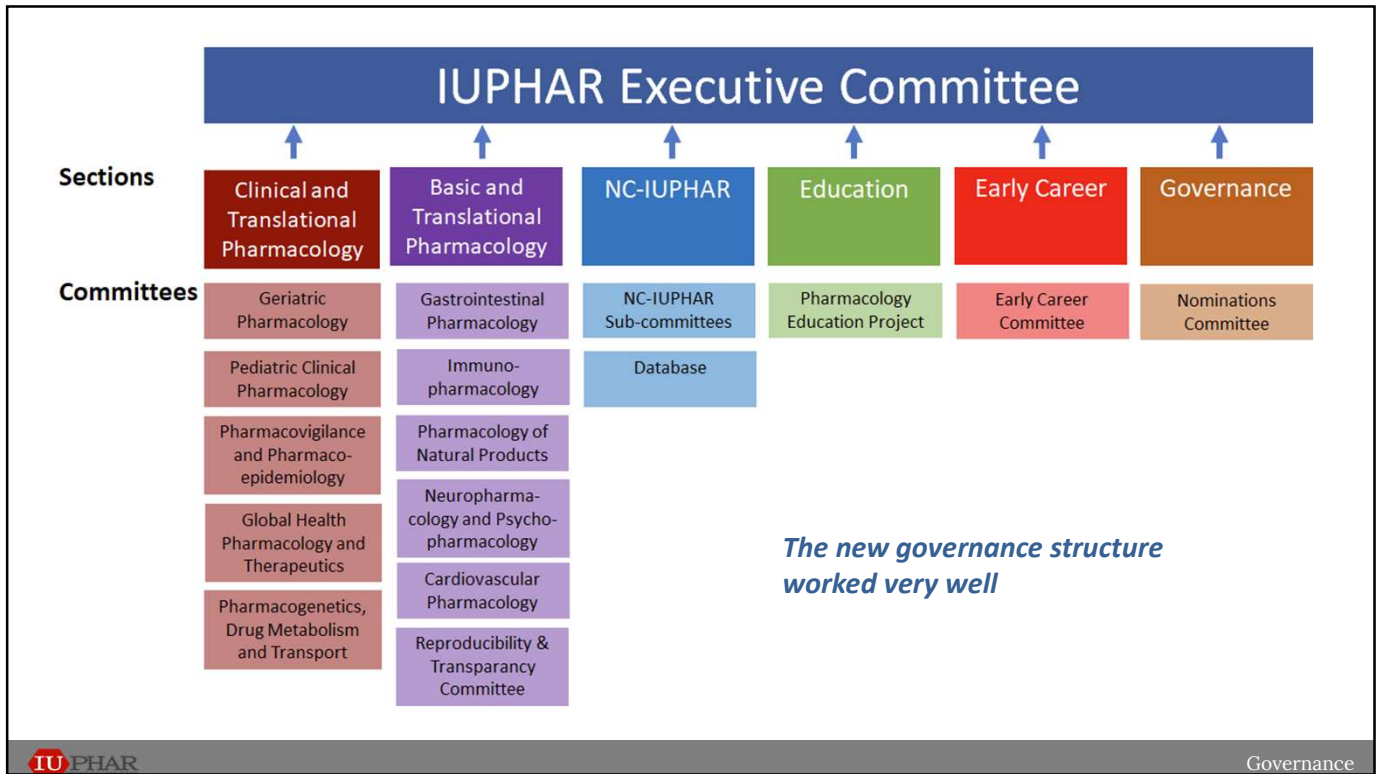 IUPHAR Executive Committee
Sections
Clinical and
Translational
Pharmacology
Basic and
Translational
Pharmacology
NC-IUPHAR
Education
Early Career
Governance
Committees
Geriatric
Pharmacology
Pediatric Clinical
Pharmacology
Pharmacovigilance
and Pharmaco-
epidemiology
Global Health
Pharmacology and
Therapeutics
Pharmacogenetics,
Drug Metabolism
and Transport
Gastrointestinal
Pharmacology
Immuno-
pharmacology
Pharmacology of
Natural Products
Neuropharma-
cology and Psycho-
pharmacology
Cardiovascular
Pharmacology
Reproducibility &
Transparancy
Committee
NC-IUPHAR
Sub-committees
Database
Pharmacology
Education Project
Early Career
Committee
Nominations
Committee
The new governance structure
worked very well
IUPHAR
Governance